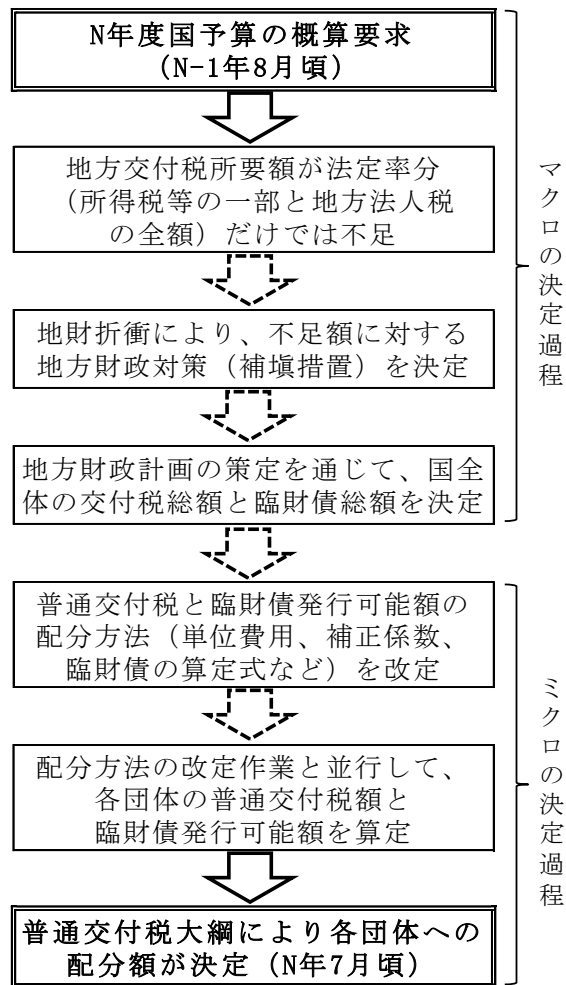 N年度国予算の概算要求
(N-1年8月頃)
地方交付税所要額が法定率分
(所得税等の一部と地方法人税
の全額)だけでは不足
地財折衝により、不足額に対する
地方財政対策(補塡措置)を決定
地方財政計画の策定を通じて、国全
体の交付税総額と臨財債総額を決定
マクロの決定過程
普通交付税と臨財債発行可能額の
配分方法(単位費用、補正係数、
臨財債の算定式など)を改定
配分方法の改定作業と並行して、
各団体の普通交付税額と
臨財債発行可能額を算定
普通交付税大綱により各団体への
配分額が決定(N年7月頃)
ミクロの決定過程